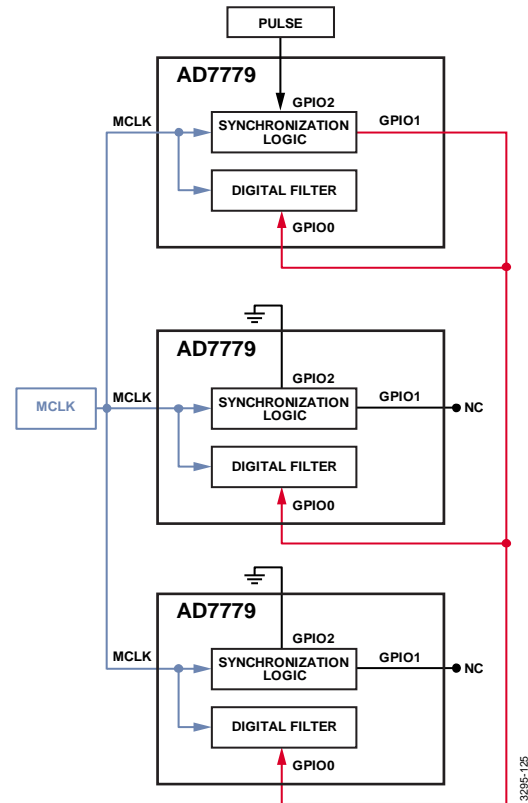 PULSE
AD7779
GPIO2
MCLK
SYNCHRONIZATION
LOGIC
GPIO1
DIGITAL FILTER
GPIO0
AD7779
GPIO2
MCLK
MCLK
SYNCHRONIZATION
LOGIC
GPIO1
NC
DIGITAL FILTER
GPIO0
AD7779
GPIO2
MCLK
SYNCHRONIZATION
LOGIC
GPIO1
NC
DIGITAL FILTER
GPIO0
3295-125